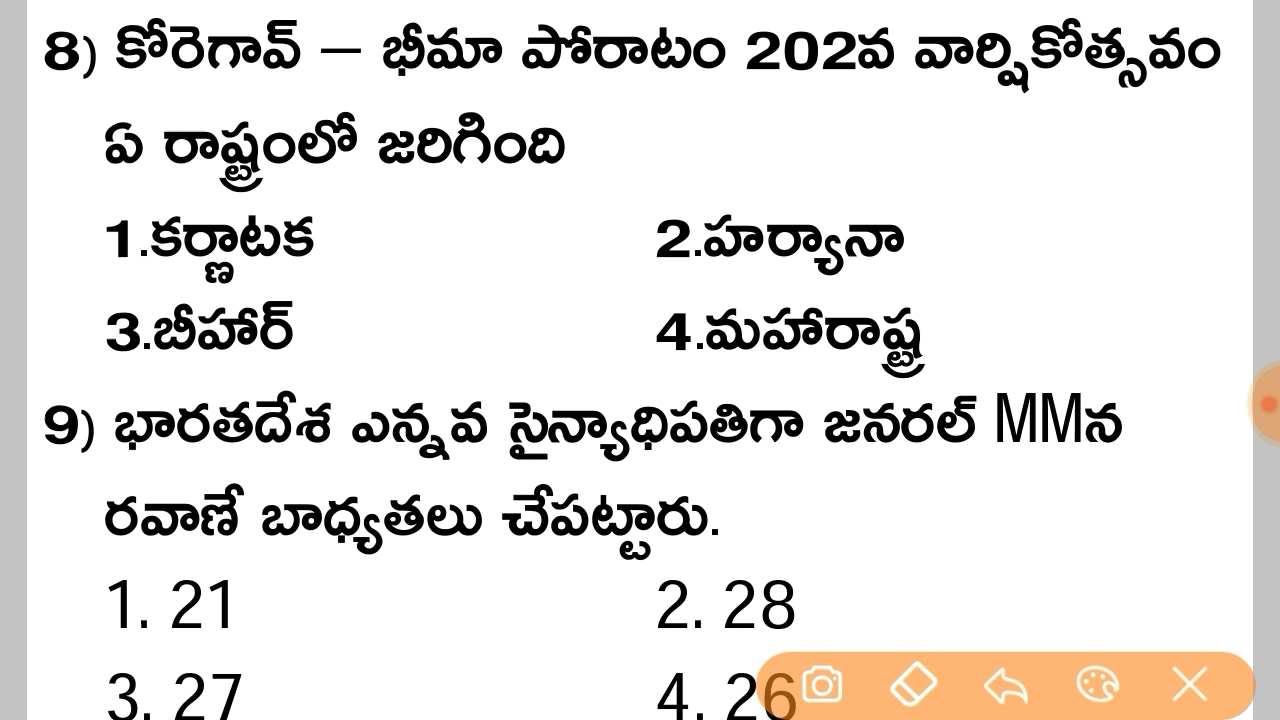 8) కోరెగావ్ – భీమా పోరాటం 202వ వార్షికోత్సవం
ఏ రాష్ట్రంలో జరిగింది
1.కర్ణాటక 2.హర్యానా
3.బీహార్ 4.మహారాష్ట్ర
9) భారతదేశ ఎన్నవ సైన్యాధిపతిగా జనరల్ MMన
రవాణే బాధ్యతలు చేపట్టారు.
1. 21 2. 28
3. 27 4. 26